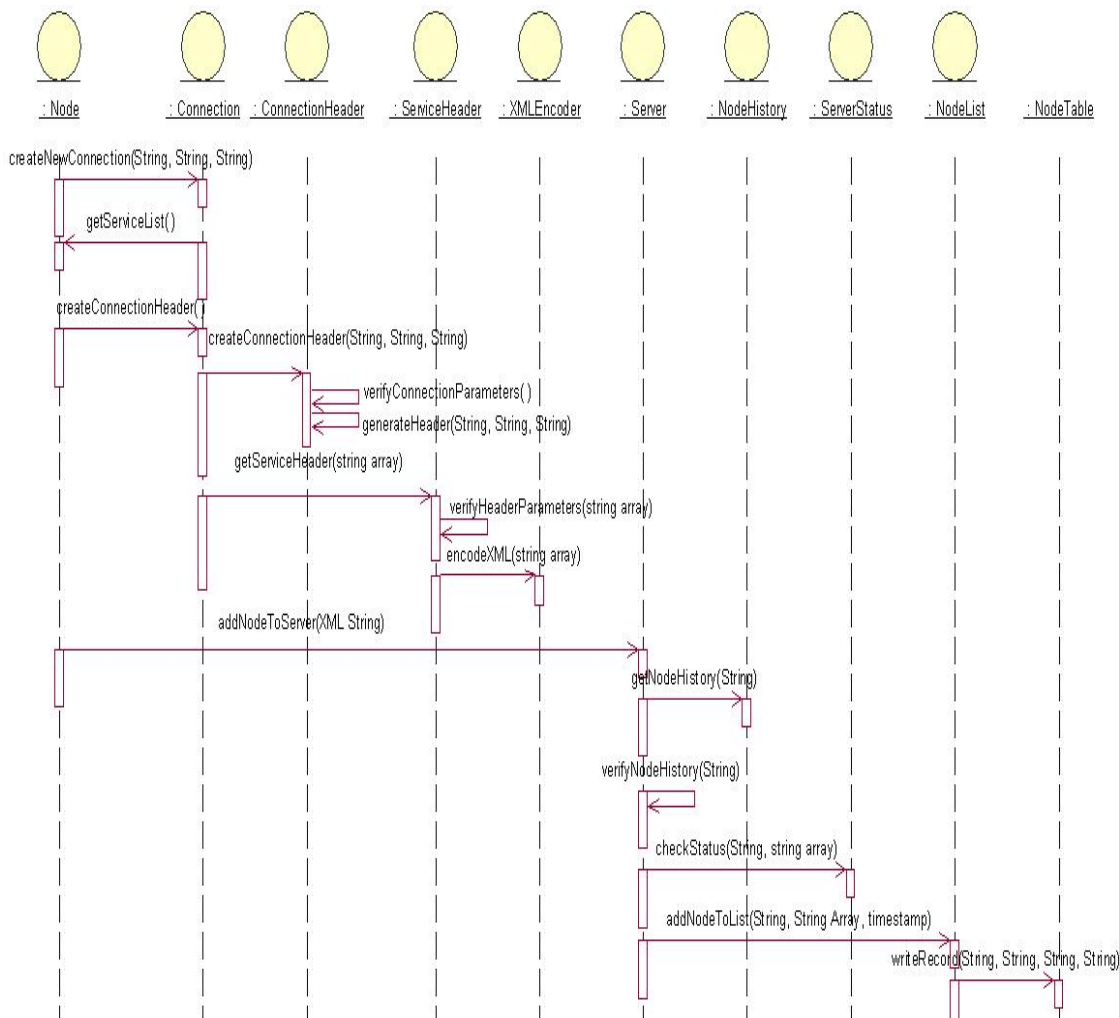 : Node
: Connection
: ConnectionHeader
: ServiceHeader
: XMLEncoder
: Server
: NodeHistory
: ServerStatus
: NodeList
: NodeTable
createNewConnection(String, String, String)
getServiceList()
createConnectionHeader()
createConnectionHeader(String, String, String)
verifyConnectionParameters()
generateHeader(String, String, String)
getServiceHeader(string array)
verifyHeaderParameters(string array)
encodeXML(string array)
addNodeToServer(XML String)
getNodeHistory(String)
verifyNodeHistory(String)
checkStatus(String, string array)
addNodeToList(String, String Array, timestamp)
writeRecord(String, String, String, String)